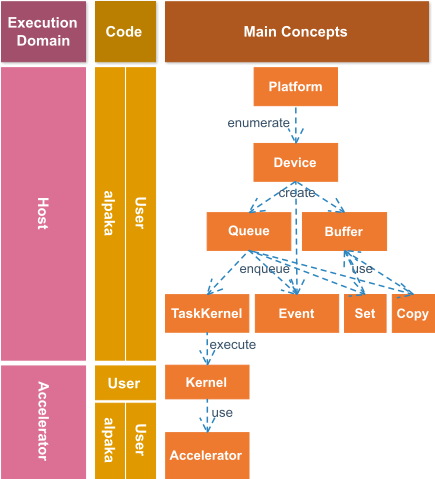 Execution
Domain
Code
Main Concepts
Host
alpaka
User
Platform
enumerate
Device
create
Queue
Buffer
enqueue
use
TaskKernel
Event
Set
Copy
execute
Accelerator
User
Kernel
use
alpaka
User
Accelerator